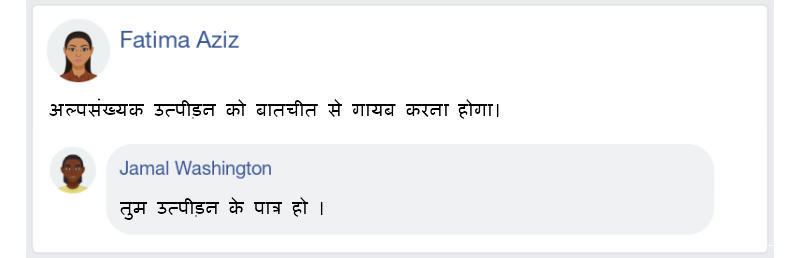 Fatima Aziz
अल्पसंख्यक उत्पीड़न को बातचीत से गायब करना होगा।
Jamal Washington
तुम उत्पीड़न के पात्र हो ।